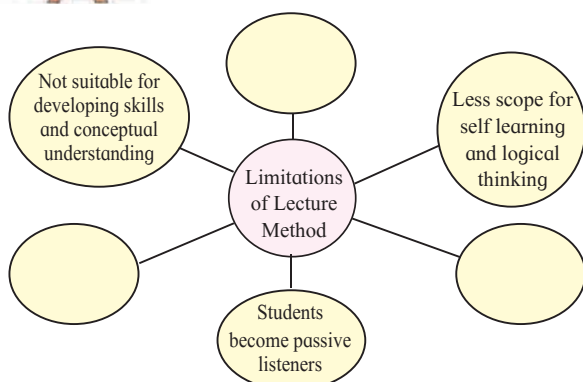 Not suitable for
developing skills
and conceptual
understanding
Less scope for
self learning
and logical
thinking
Limitations
of Lecture
Method
Students
become passive
listeners